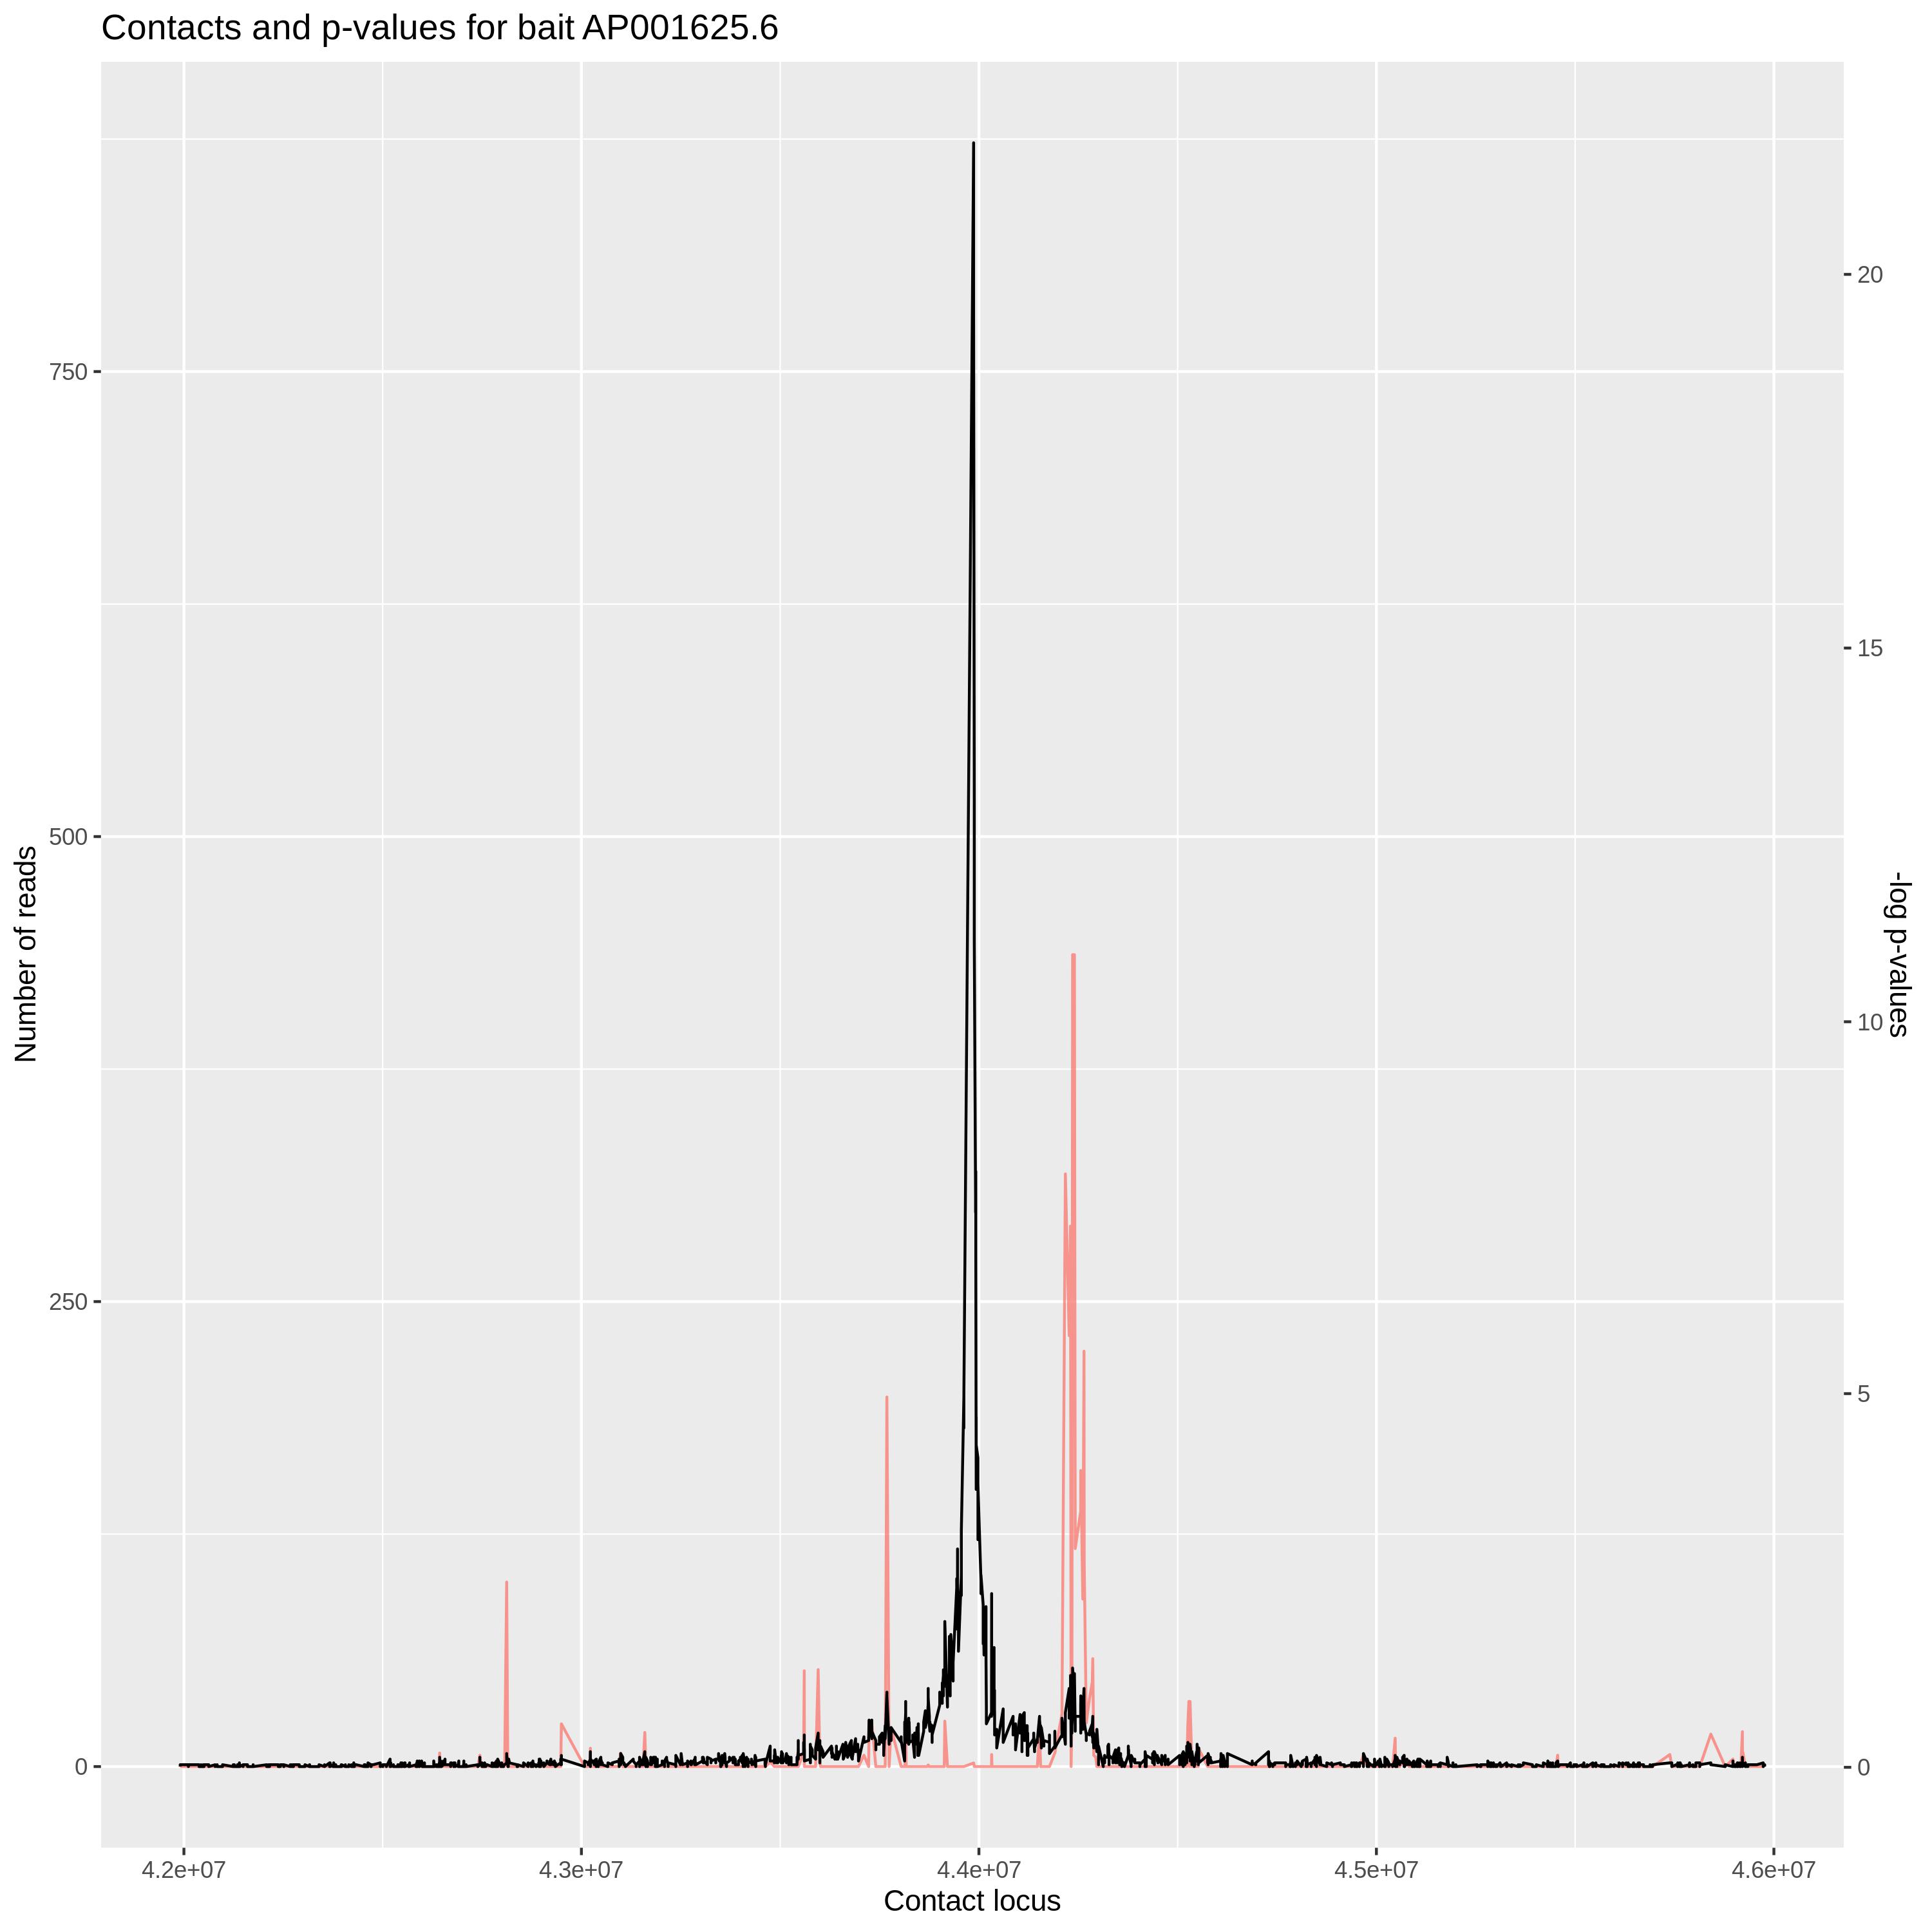 Contacts and p-values for bait AP001625.6
Number of reads
750
500
250
0
20
15
10
5
0
-log p-values
4.2e+07 4.3e+07 4.4e+07 4.5e+07 4.6e+07
Contact locus